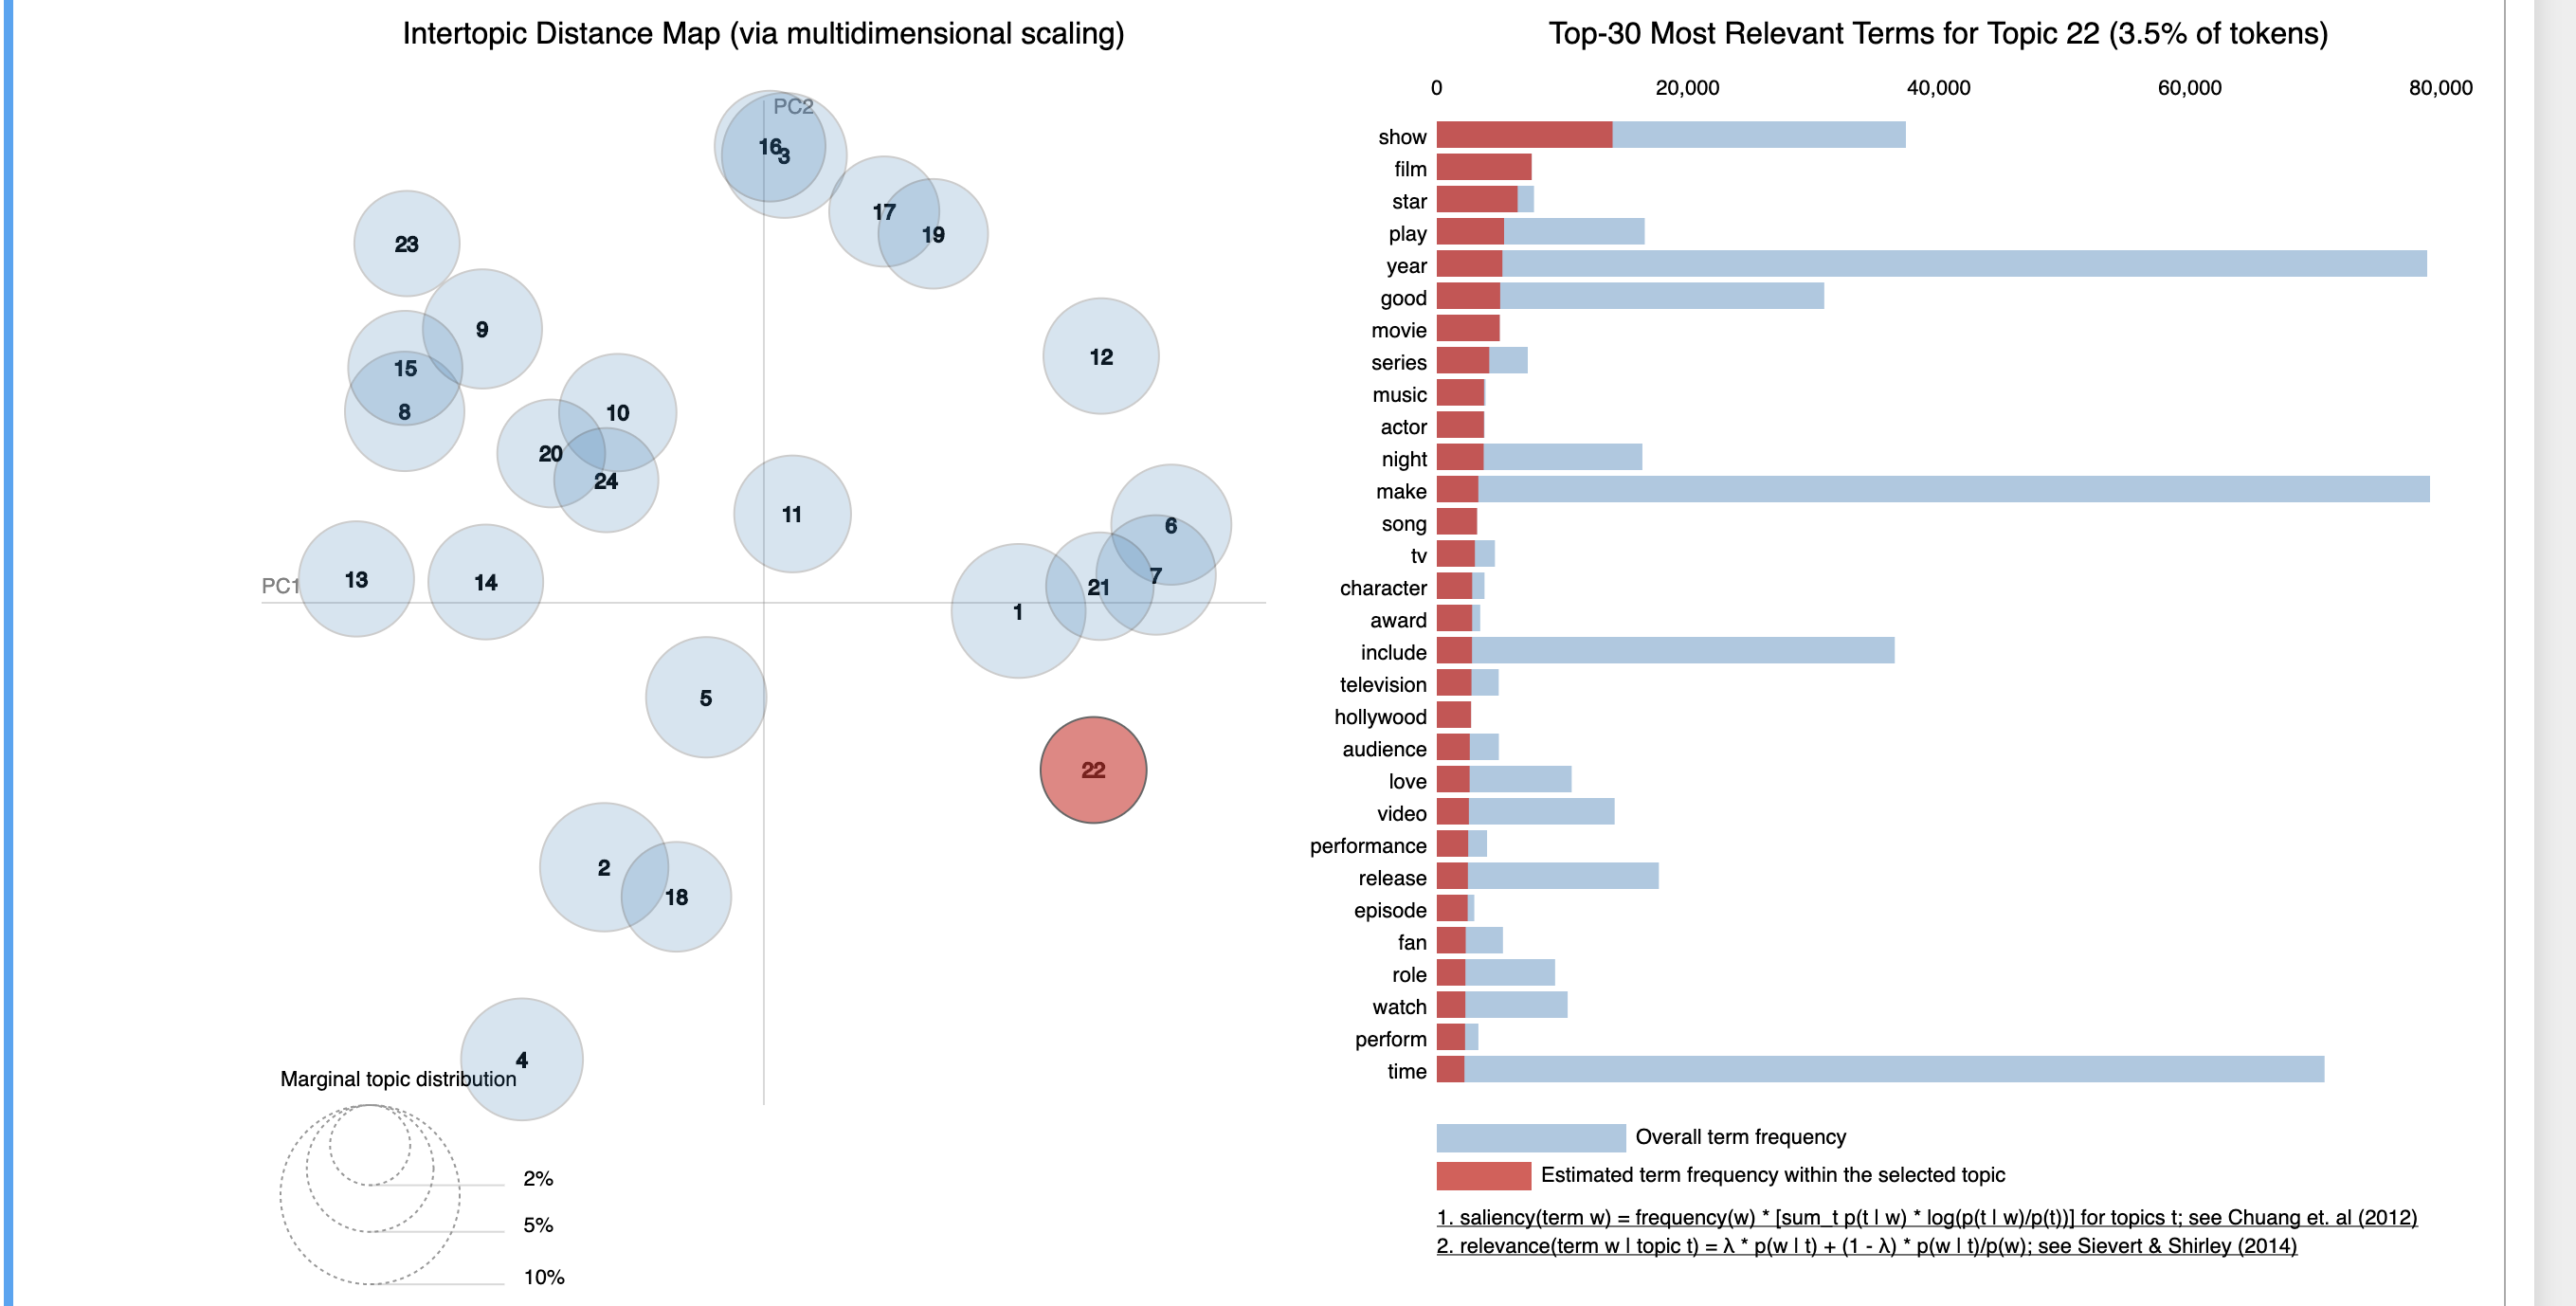 Intertopic Distance Map (via multidimensional scaling)
PC2
16
3
17
19
23
9
12
15
8
10
20
24
11
6
7
13
14
21
PC1
1
5
22
2
18
4
Marginal topic distribution
2%
5%
10%
Top-30 Most Relevant Terms for Topic 22 (3.5% of tokens)
0 20,000 40,000 60,000 80,000
show
film
star
play
year
good
movie
series
music
actor
night
make
song
tv
character
award
include
television
hollywood
audience
love
video
performance
release
episode
fan
role
watch
perform
time
Overall term frequency
Estimated term frequency within the selected topic
1. saliency(term w) = frequency(w) * [sum_t p(t | w) * log(p(t | w)/p(t))] for topics t; see Chuang et. al (2012)
2. relevance(term w | topic t) = λ * p(w | t) + (1 - λ) * p(w | t)/p(w); see Sievert & Shirley (2014)